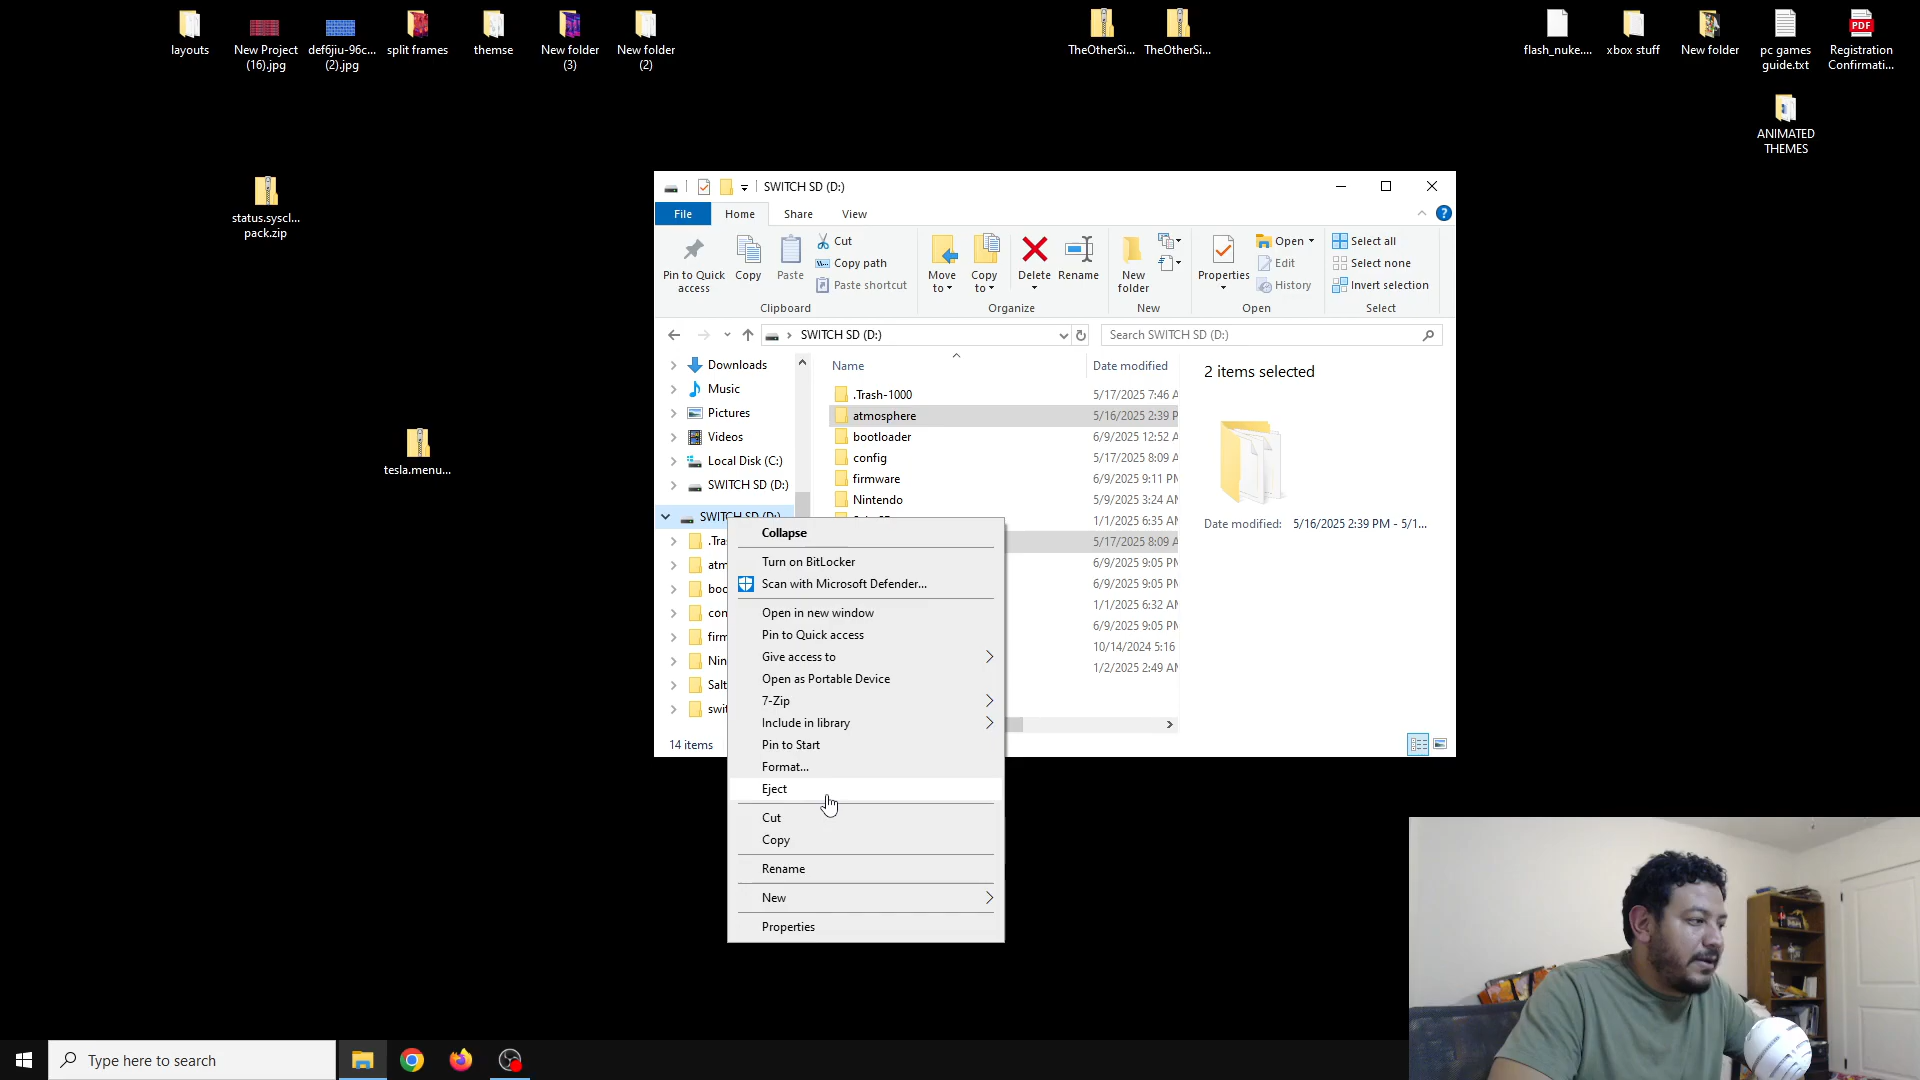 layouts
New Project
(16).jpg
def6jiu-96c...
(2).jpg
split frames
themse
New folder
(3)
New folder
(2)
TheOtherSi...
TheOtherSi...
flash_nuke....
xbox stuff
New folder
pc games
guide.txt
PDF
Registration
Confirmati...
ANIMATED
THEMES
status.syscl...
pack.zip
tesla.menu...
SWITCH SD (D:)
File
Home
Share
View
Pin to Quick
access
Copy
Paste
Cut
Copy path
Paste shortcut
Clipboard
Move
to
Copy
to
Delete
Rename
Organize
New
folder
New
Properties
Open
Edit
History
Open
Select all
Select none
Invert selection
Select
SWITCH SD (D:)
Search SWITCH SD (D:)
Downloads
Music
Pictures
Videos
Local Disk (C:)
SWITCH SD (D:)
SWITCH SD (D:)
.Tra
atm
boo
con
firm
Nin
Salt
swit
14 items
Name
Date modified
.Trash-1000
5/17/2025 7:46 A
atmosphere
5/16/2025 2:39 P
bootloader
6/9/2025 12:52 A
config
5/17/2025 8:09 A
firmware
6/9/2025 9:11 PM
Nintendo
5/9/2025 3:24 AM
1/1/2025 6:35 AM
5/17/2025 8:09 A
6/9/2025 9:05 PM
6/9/2025 9:05 PM
1/1/2025 6:32 AM
6/9/2025 9:05 PM
10/14/2024 5:16
1/2/2025 2:49 AM
2 items selected
Date modified: 5/16/2025 2:39 PM - 5/1...
Collapse
Turn on BitLocker
Scan with Microsoft Defender...
Open in new window
Pin to Quick access
Give access to
Open as Portable Device
7-Zip
Include in library
Pin to Start
Format...
Eject
Cut
Copy
Rename
New
Properties
Type here to search